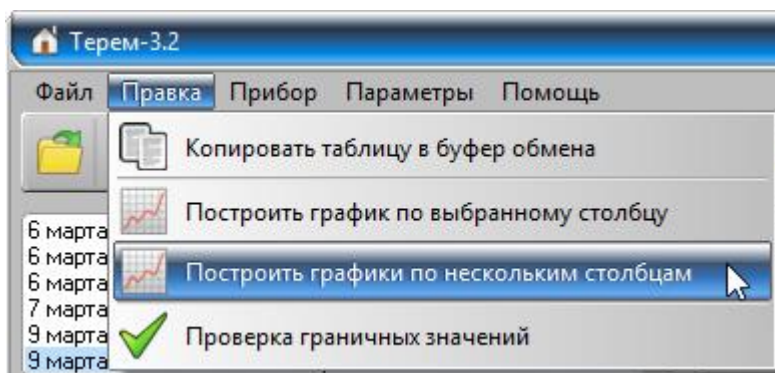 Терем-3.2
Файл Правка Прибор Параметры Помощь
Копировать таблицу в буфер обмена
Построить график по выбранному столбцу
Построить графики по нескольким столбцам
Проверка граничных значений
6 марта
6 марта
6 марта
7 марта
9 марта
9 марта